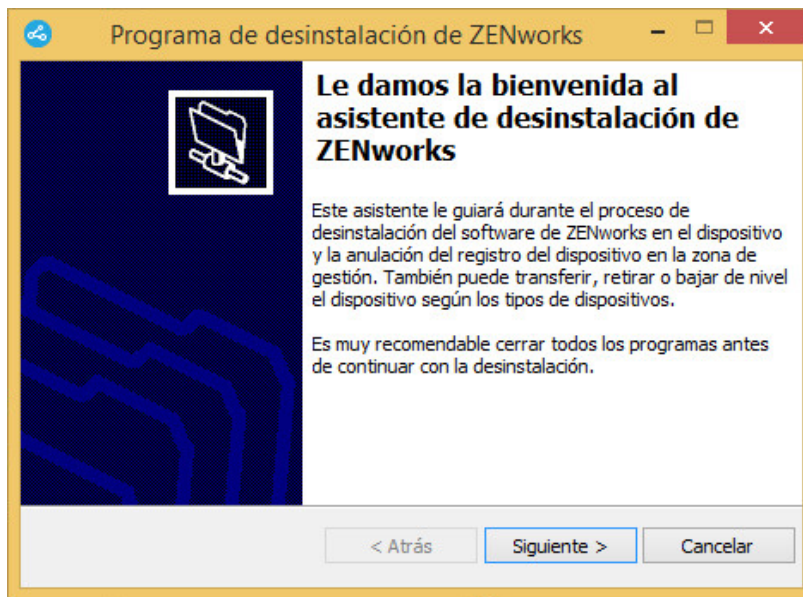 Programa de desinstalación de ZENworks
Le damos la bienvenida al
asistente de desinstalación de
ZENworks
Este asistente le guiará durante el proceso de
desinstalación del software de ZENworks en el dispositivo
y la anulación del registro del dispositivo en la zona de
gestión. También puede transferir, retirar o bajar de nivel
el dispositivo según los tipos de dispositivos.
Es muy recomendable cerrar todos los programas antes
de continuar con la desinstalación.
< Atrás
Siguiente >
Cancelar